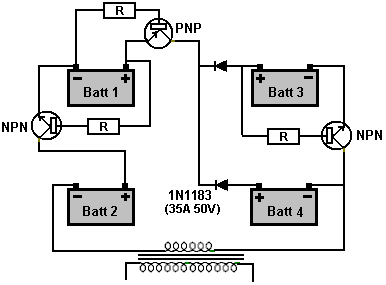 R
PNP
- +
Batt 1
+ -
Batt 3
NPN
R
R
NPN
- +
Batt 2
1N1183
(35A 50V)
+ -
Batt 4